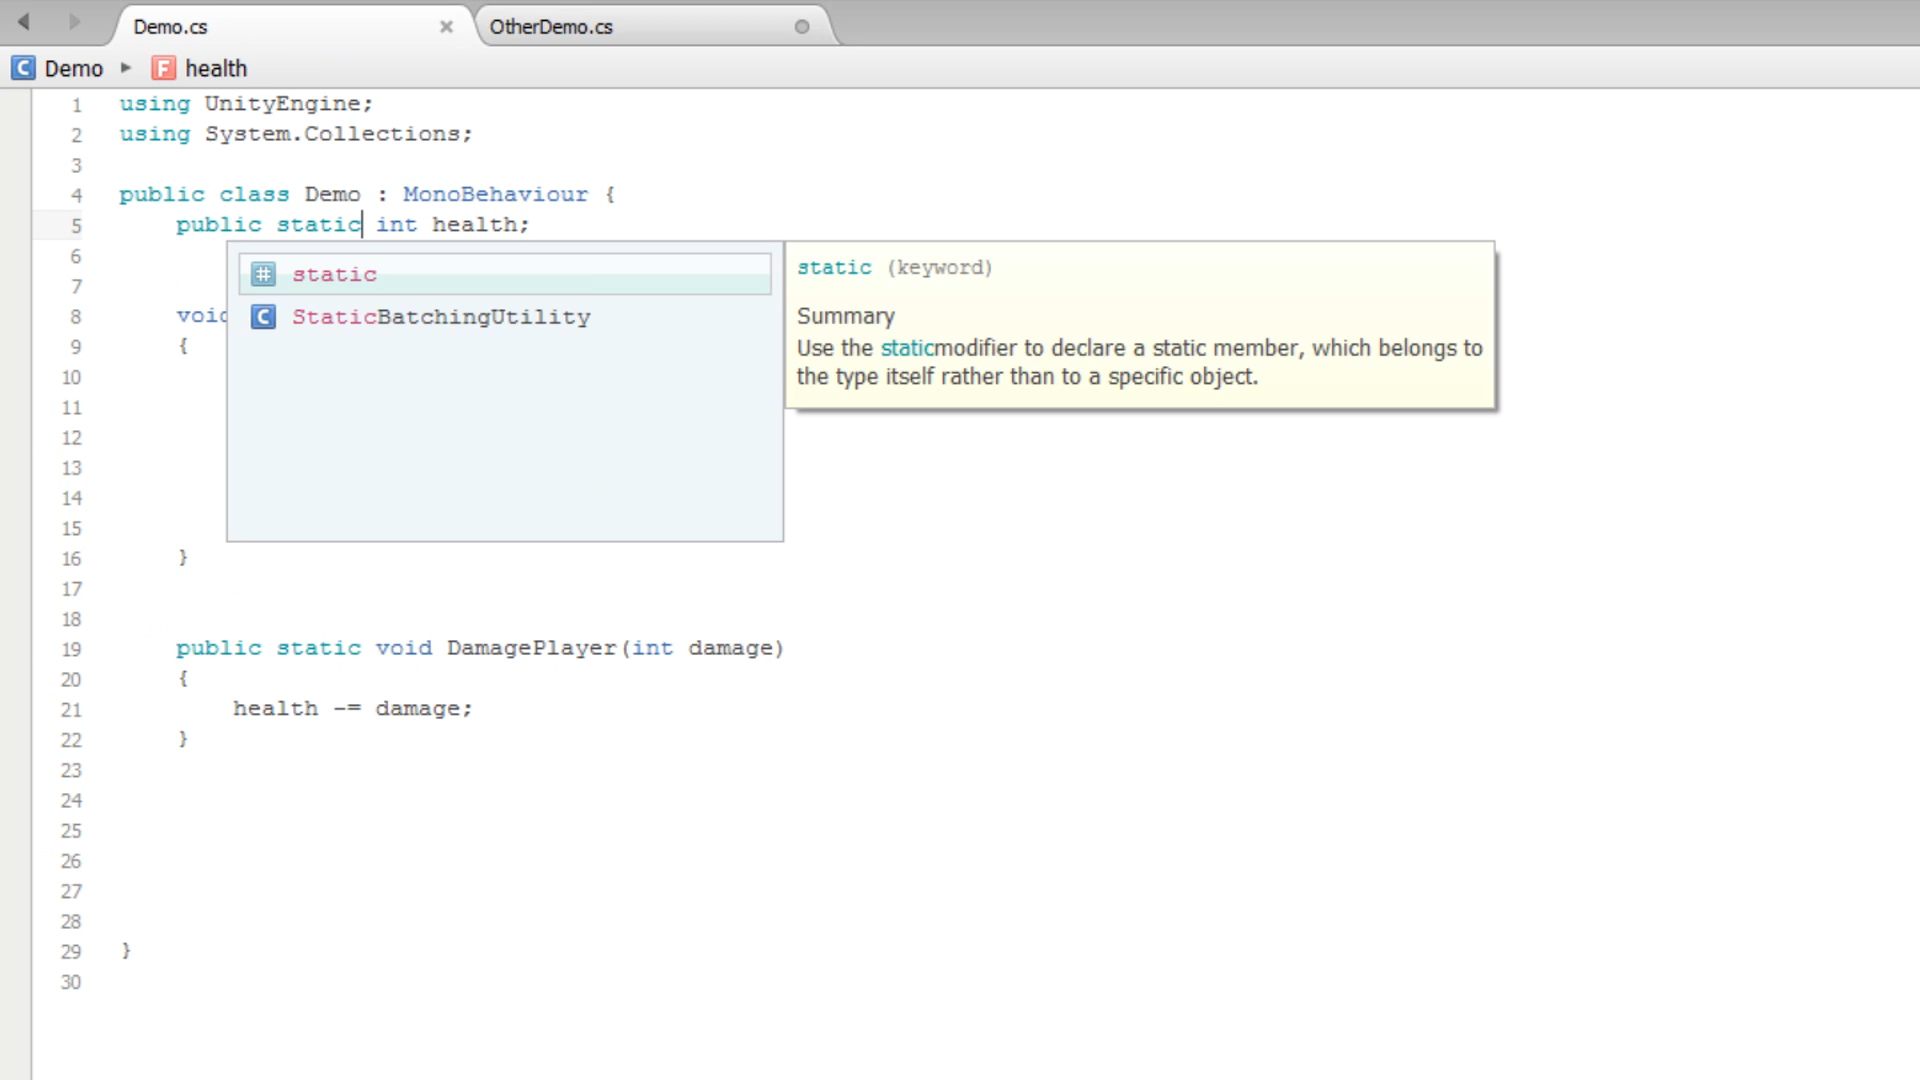 Demo.cs OtherDemo.cs
C Demo F health
1 using UnityEngine;
2 using System.Collections;
3
4 public class Demo : MonoBehaviour {
5 public static int health;
6
# static
static (keyword)
7
C StaticBatchingUtility
Summary
8 void
Use the staticmodifier to declare a static member, which belongs to
9 {
the type itself rather than to a specific object.
10
11
12
13
14
15
16 }
17
18
19 public static void DamagePlayer(int damage)
20 {
21 health -= damage;
22 }
23
24
25
26
27
28
29 }
30